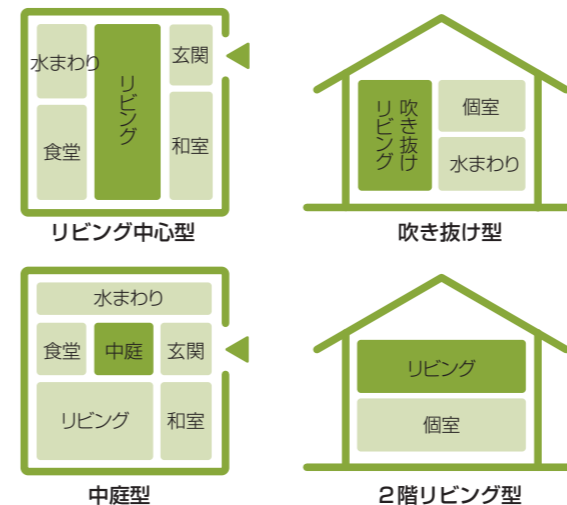 水まわり
リビング
玄関
食堂
和室
リビング中心型
吹き抜け
リビング
個室
水まわり
吹き抜け型
水まわり
食堂
中庭
玄関
リビング
和室
中庭型
リビング
個室
２階リビング型